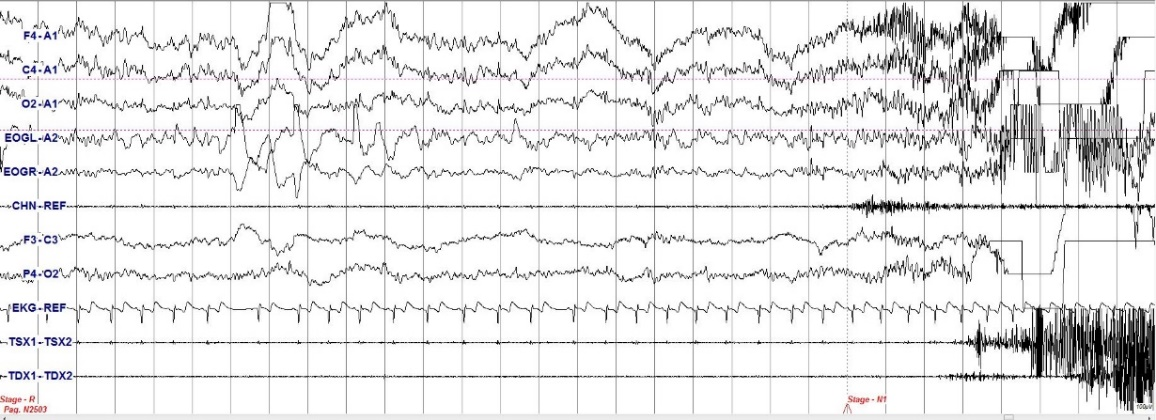 F4-A1
C4-A1
O2-A1
EOGL-A2
EOGR-A2
CHN-REF
F3-C3
P4-O2
EKG-REF
TSX1-TSX2
TDX1-TDX2
Stage - R
Stage - N1
Pag. N2503
100µV